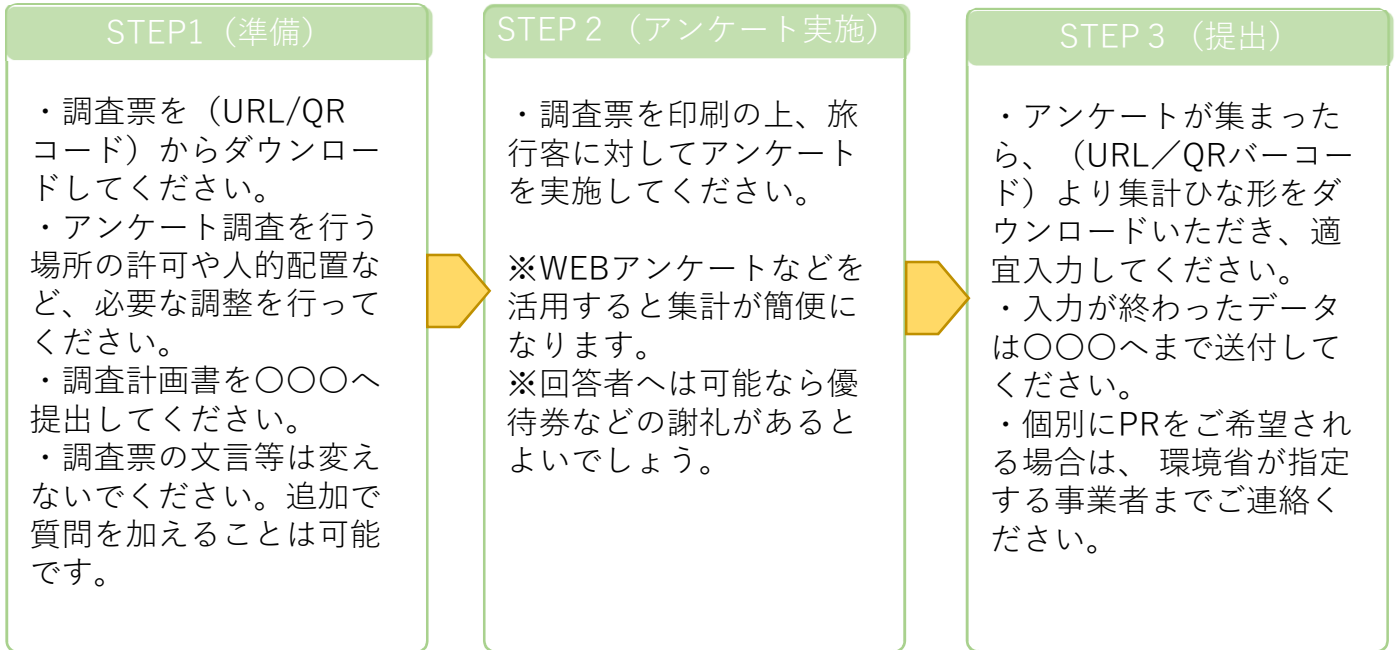 STEP1（準備）
・調査票を（URL/QR
コード）からダウンロー
ドしてください。
・アンケート調査を行う
場所の許可や人的配置な
ど、必要な調整を行って
ください。
・調査計画書を〇〇〇へ
提出してください。
・調査票の文言等は変え
ないでください。追加で
質問を加えることは可能
です。
STEP２（アンケート実施）
・調査票を印刷の上、旅
行客に対してアンケート
を実施してください。
※WEBアンケートなどを
活用すると集計が簡便に
なります。
※回答者へは可能なら優
待券などの謝礼があると
よいでしょう。
STEP３（提出）
・アンケートが集まった
ら、（URL／QRバーコー
ド）より集計ひな形をダ
ウンロードいただき、適
宜入力してください。
・入力が終わったデータ
は〇〇〇へまで送付して
ください。
・個別にPRをご希望され
る場合は、 環境省が指定
する事業者までご連絡く
ださい。